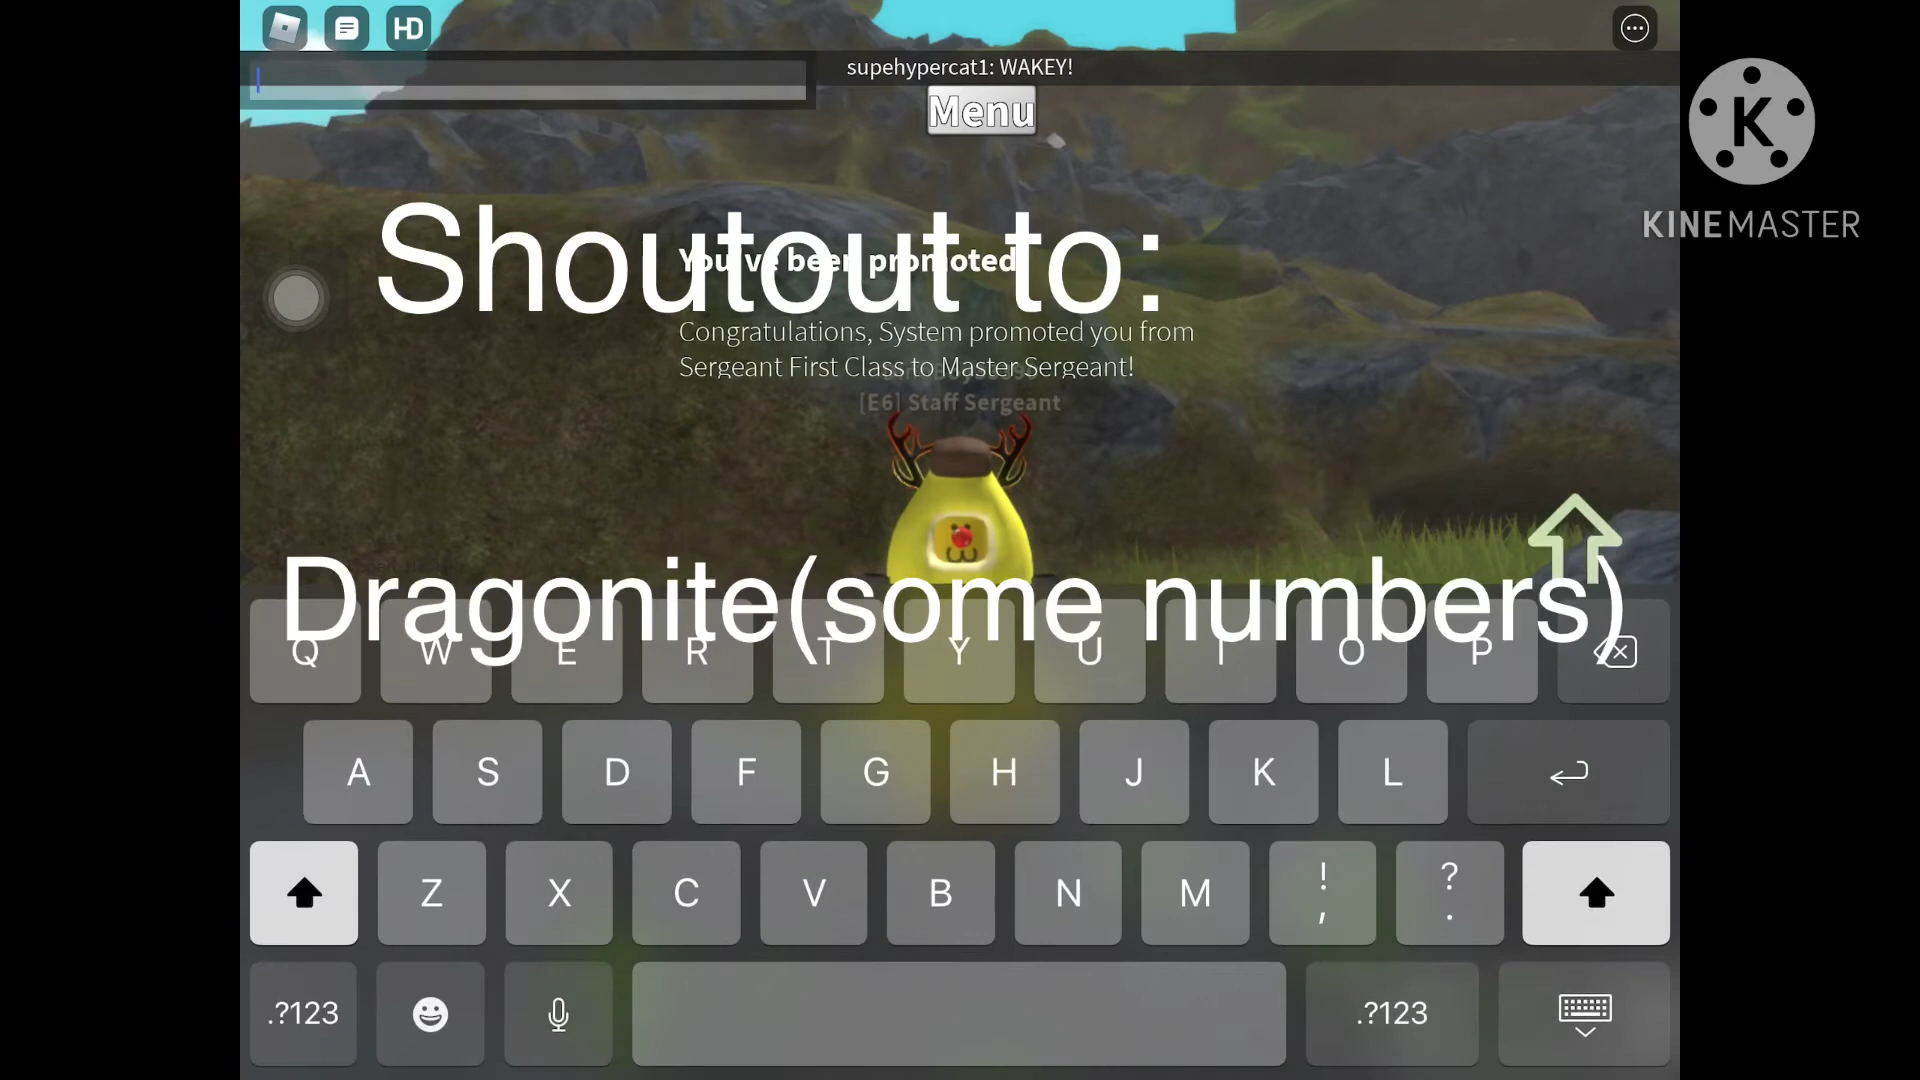 HD
supehypercat1: WAKEY!
Menu
KINEMASTER
Shoutout to:
You've been promoted
Congratulations, System promoted you from
Sergeant First Class to Master Sergeant!
[E6] Staff Sergeant
Dragonite(some numbers)
Q W E R T Y U I O P
A S D F G H J K L
Z X C V B N M ! , ? .
.?123 .?123